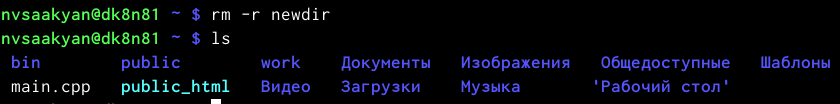 nvsaakyan@dk8n81 ~ $ rm -r newdir
nvsaakyan@dk8n81 ~ $ ls
bin public work Документы Изображения Общедоступные Шаблоны
main.cpp public_html Видео Загрузки Музыка 'Рабочий стол'